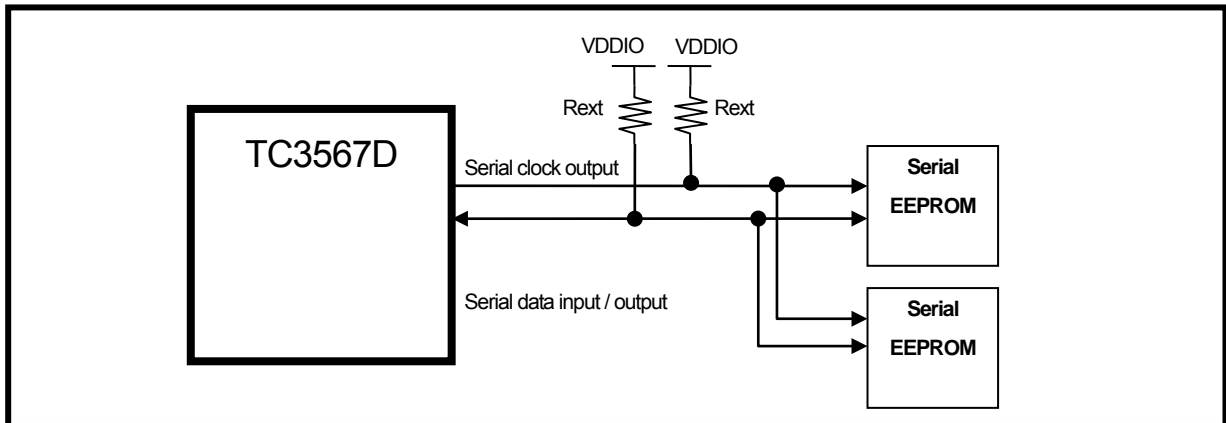 VDDIO VDDIO
Rext Rext
TC3567D
Serial clock output
Serial
EEPROM
Serial data input / output
Serial
EEPROM